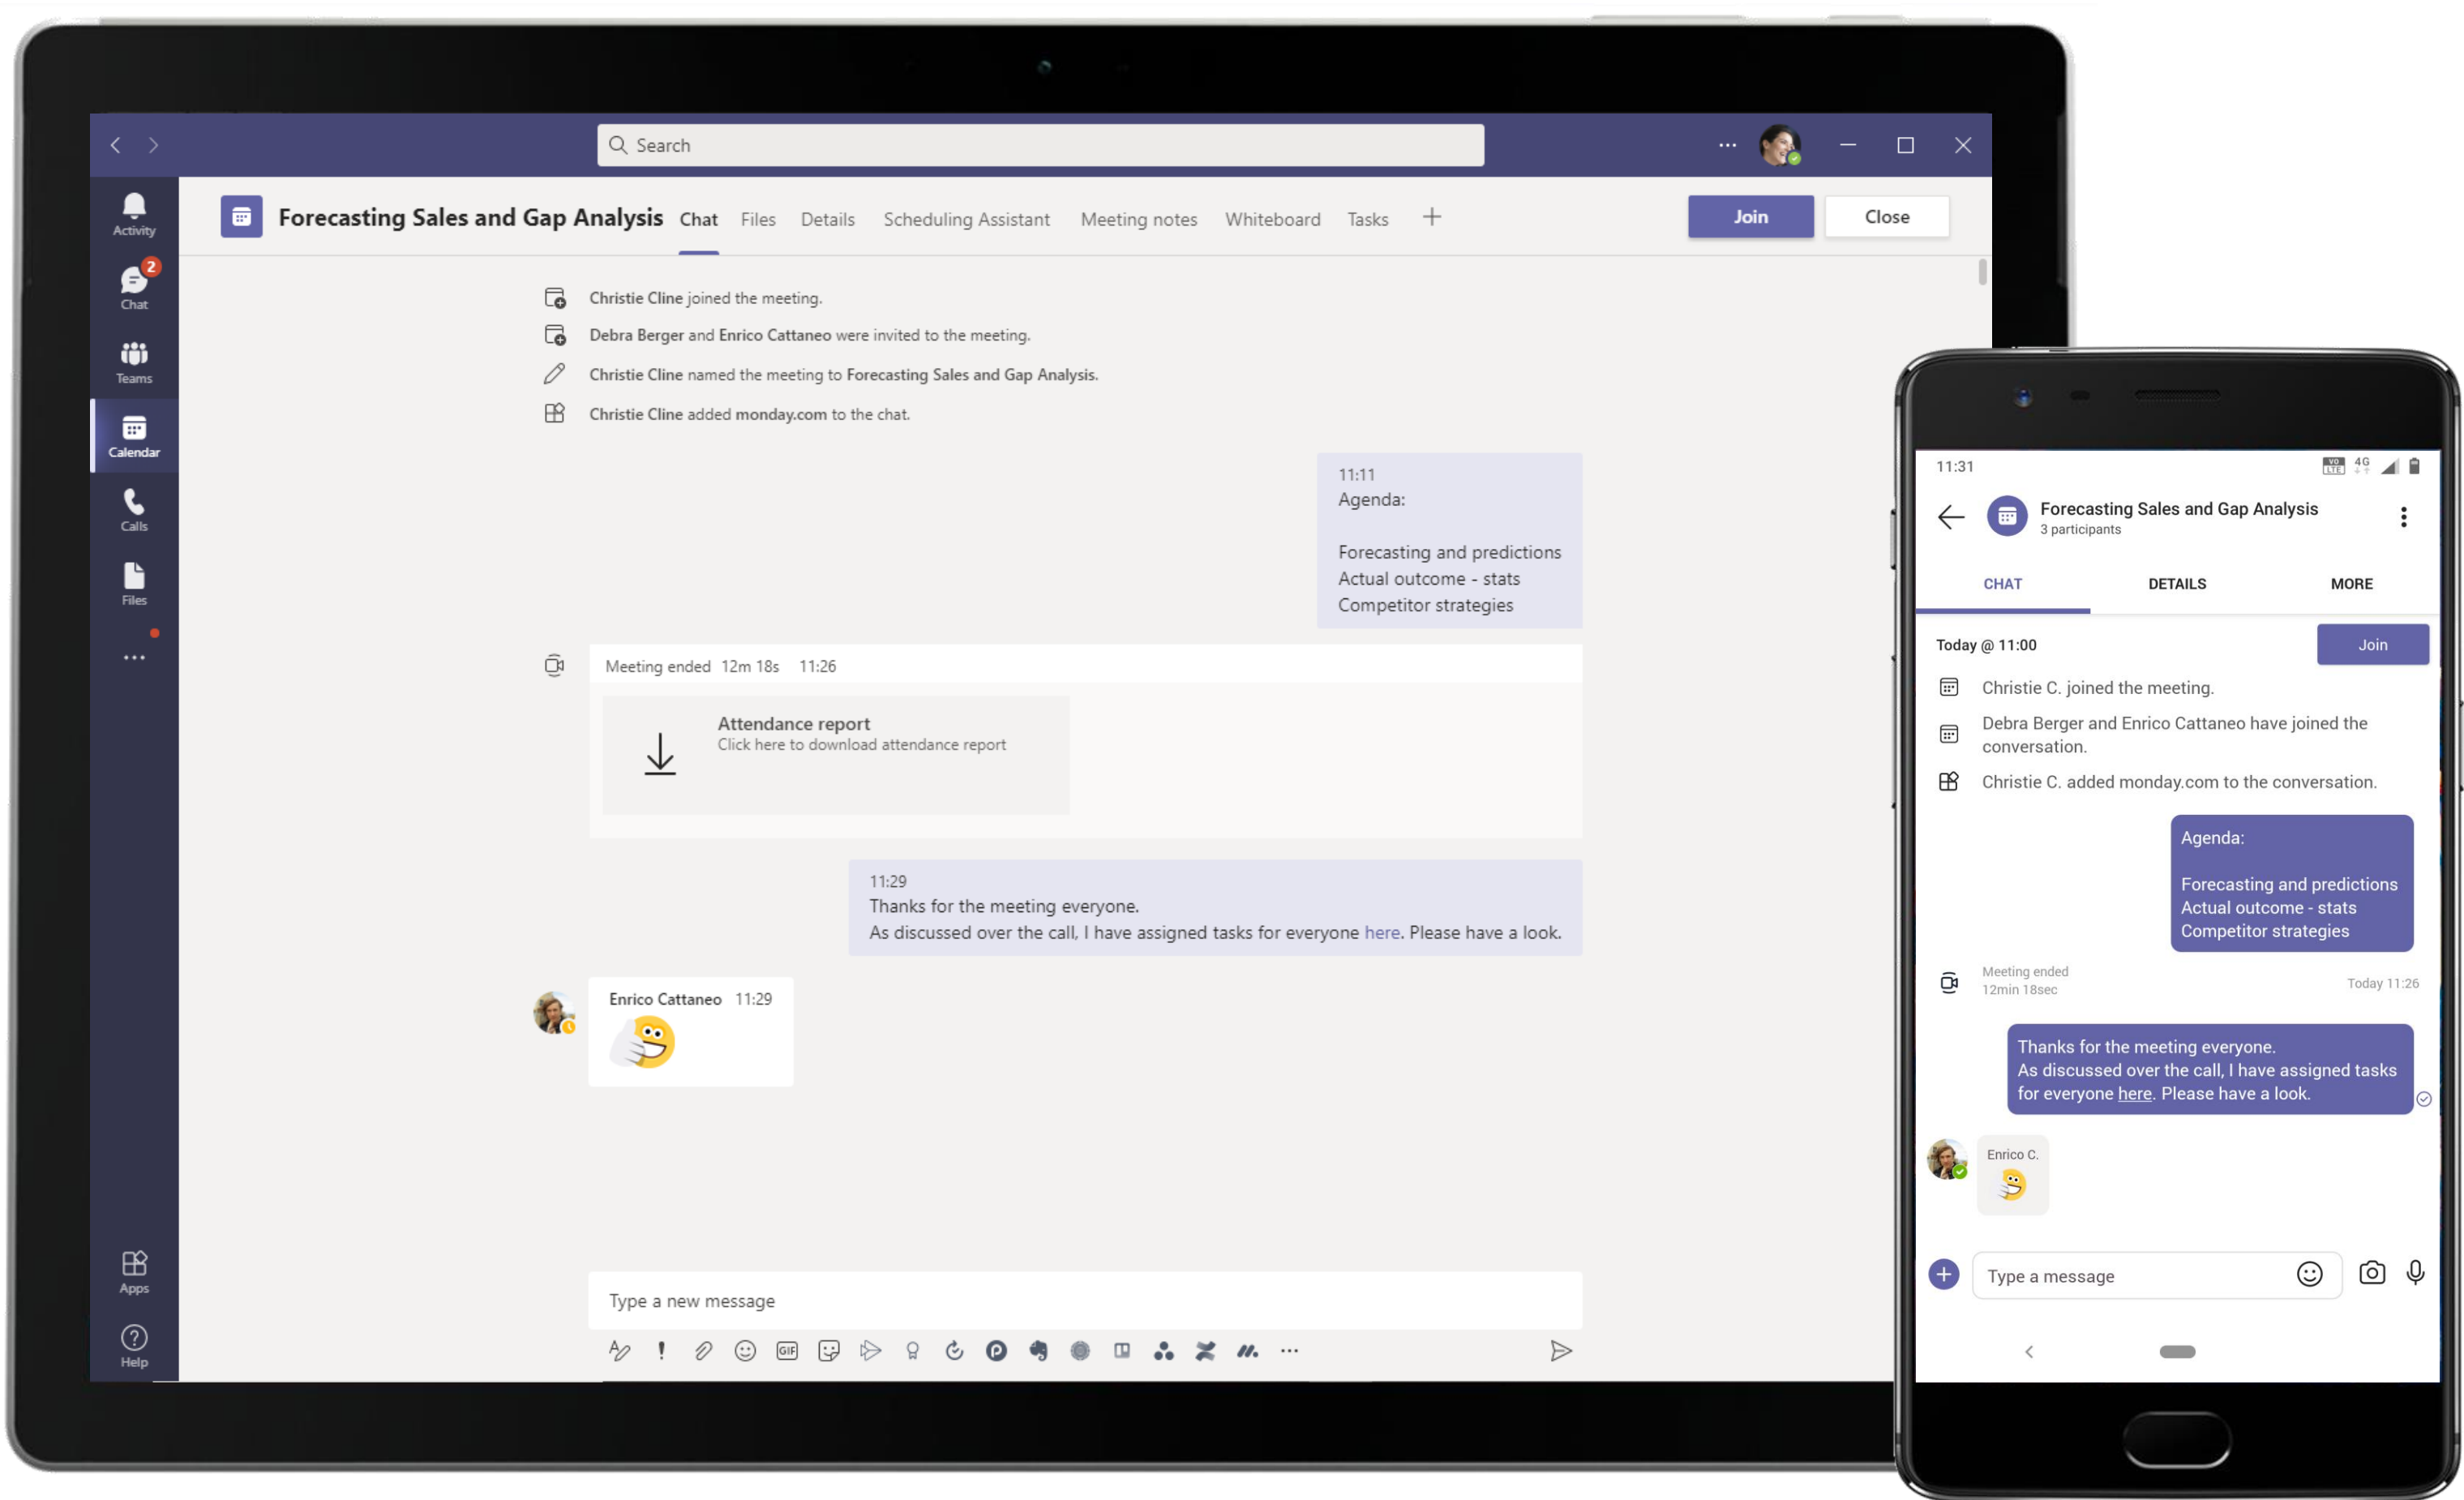 Search
Activity
2
Chat
Teams
Calendar
Calls
Files
Apps
Help
Forecasting Sales and Gap Analysis Chat Files Details Scheduling Assistant Meeting notes Whiteboard Tasks
Join
Close
Christie Cline joined the meeting.
Debra Berger and Enrico Cattaneo were invited to the meeting.
Christie Cline named the meeting to Forecasting Sales and Gap Analysis.
Christie Cline added monday.com to the chat.
11:11
Agenda:
Forecasting and predictions
Actual outcome - stats
Competitor strategies
Meeting ended 12m 18s 11:26
Attendance report
Click here to download attendance report
11:29
Thanks for the meeting everyone.
As discussed over the call, I have assigned tasks for everyone here. Please have a look.
Enrico Cattaneo 11:29
Type a new message
GIF
11:31
VO LTE 4G
Forecasting Sales and Gap Analysis
3 participants
CHAT DETAILS MORE
Today @ 11:00
Join
Christie C. joined the meeting.
Debra Berger and Enrico Cattaneo have joined the
conversation.
Christie C. added monday.com to the conversation.
Agenda:
Forecasting and predictions
Actual outcome - stats
Competitor strategies
Meeting ended
12min 18sec
Today 11:26
Thanks for the meeting everyone.
As discussed over the call, I have assigned tasks
for everyone here. Please have a look.
Enrico C.
Type a message